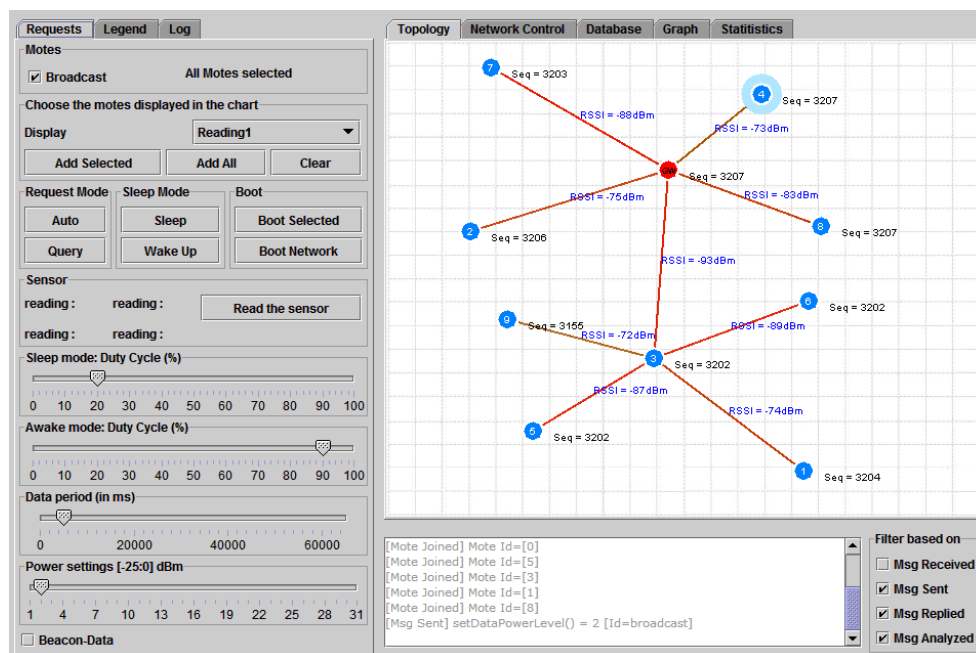 Requests Legend Log
Motes
Broadcast All Motes selected
Choose the motes displayed in the chart
Display Reading1
Add Selected Add All Clear
Request Mode Sleep Mode Boot
Auto Sleep Boot Selected
Query Wake Up Boot Network
Sensor
reading : reading : Read the sensor
reading : reading :
Sleep mode: Duty Cycle (%)
0 10 20 30 40 50 60 70 80 90 100
Awake mode: Duty Cycle (%)
0 10 20 30 40 50 60 70 80 90 100
Data period (in ms)
0 20000 40000 60000
Power settings [-25:0] dBm
1 4 7 10 13 16 19 22 25 28 31
Beacon-Data
Topology Network Control Database Graph Statitistics
7 Seq = 3203
4 Seq = 3207
RSSI = -88dBm
RSSI = -73dBm
GW Seq = 3207
RSSI = -75dBm RSSI = -83dBm
2 Seq = 3206
8 Seq = 3207
RSSI = -93dBm
6 Seq = 3202
9 Seq = 3155
RSSI = -72dBm RSSI = -89dBm
3 Seq = 3202
RSSI = -87dBm
RSSI = -74dBm
5 Seq = 3202
1 Seq = 3204
[Mote Joined] Mote Id=[0]
[Mote Joined] Mote Id=[5]
[Mote Joined] Mote Id=[3]
[Mote Joined] Mote Id=[1]
[Mote Joined] Mote Id=[8]
[Msg Sent] setDataPowerLevel() = 2 [Id=broadcast]
Filter based on
Msg Received
Msg Sent
Msg Replied
Msg Analyzed